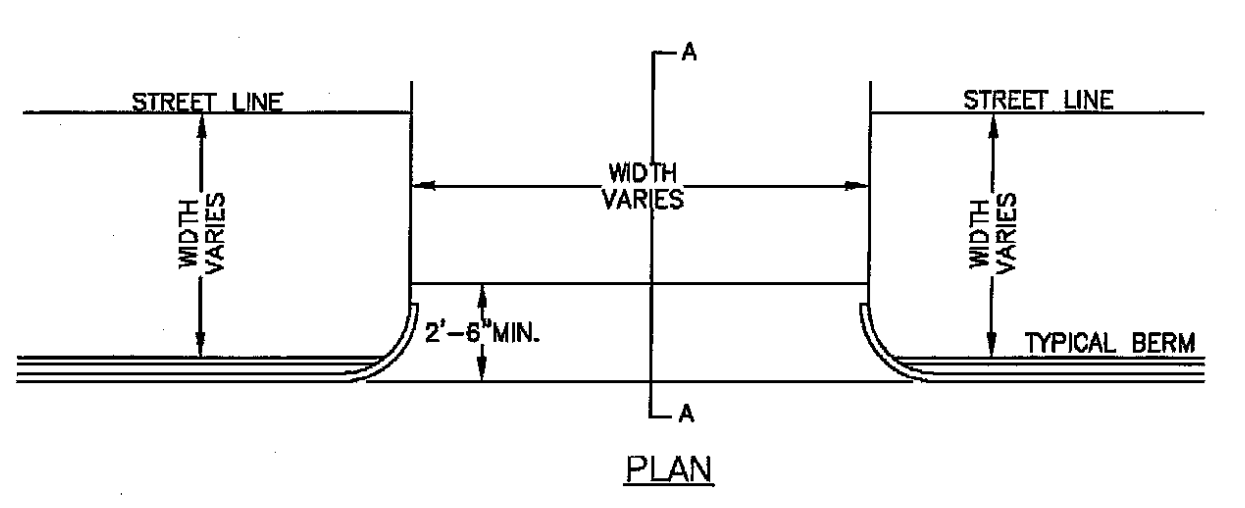 A
STREET LINE
STREET LINE
WIDTH
VARIES
WIDTH
VARIES
WIDTH
VARIES
2'-6" MIN.
TYPICAL BERM
A
PLAN